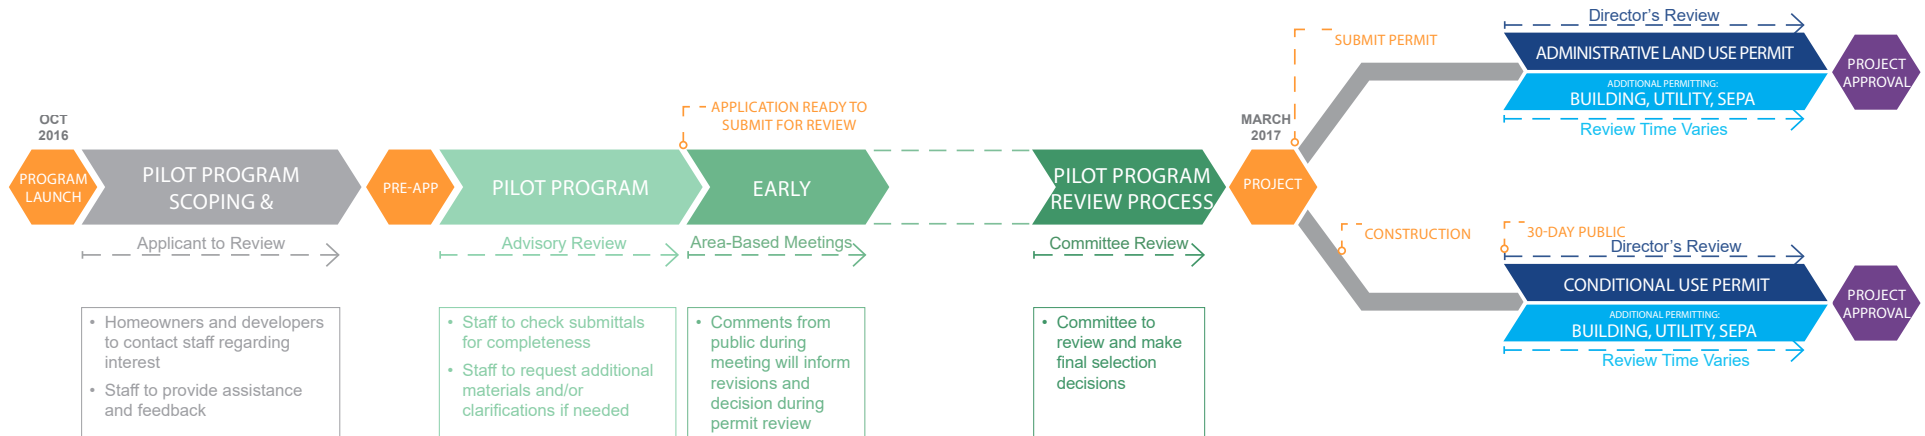 OCT
2016
PROGRAM
LAUNCH
PILOT PROGRAM
SCOPING &
Applicant to Review
• Homeowners and developers
to contact staff regarding
interest
• Staff to provide assistance
and feedback
PRE-APP
PILOT PROGRAM
Advisory Review
• Staff to check submittals
for completeness
• Staff to request additional
materials and/or
clarifications if needed
APPLICATION READY TO
SUBMIT FOR REVIEW
EARLY
Area-Based Meetings
• Comments from
public during
meeting will inform
revisions and
decision during
permit review
PILOT PROGRAM
REVIEW PROCESS
Committee Review
• Committee to
review and make
final selection
decisions
MARCH
2017
PROJECT
SUBMIT PERMIT
Director's Review
ADMINISTRATIVE LAND USE PERMIT
ADDITIONAL PERMITTING:
BUILDING, UTILITY, SEPA
Review Time Varies
PROJECT
APPROVAL
CONSTRUCTION
30-DAY PUBLIC
Director's Review
CONDITIONAL USE PERMIT
ADDITIONAL PERMITTING:
BUILDING, UTILITY, SEPA
Review Time Varies
PROJECT
APPROVAL